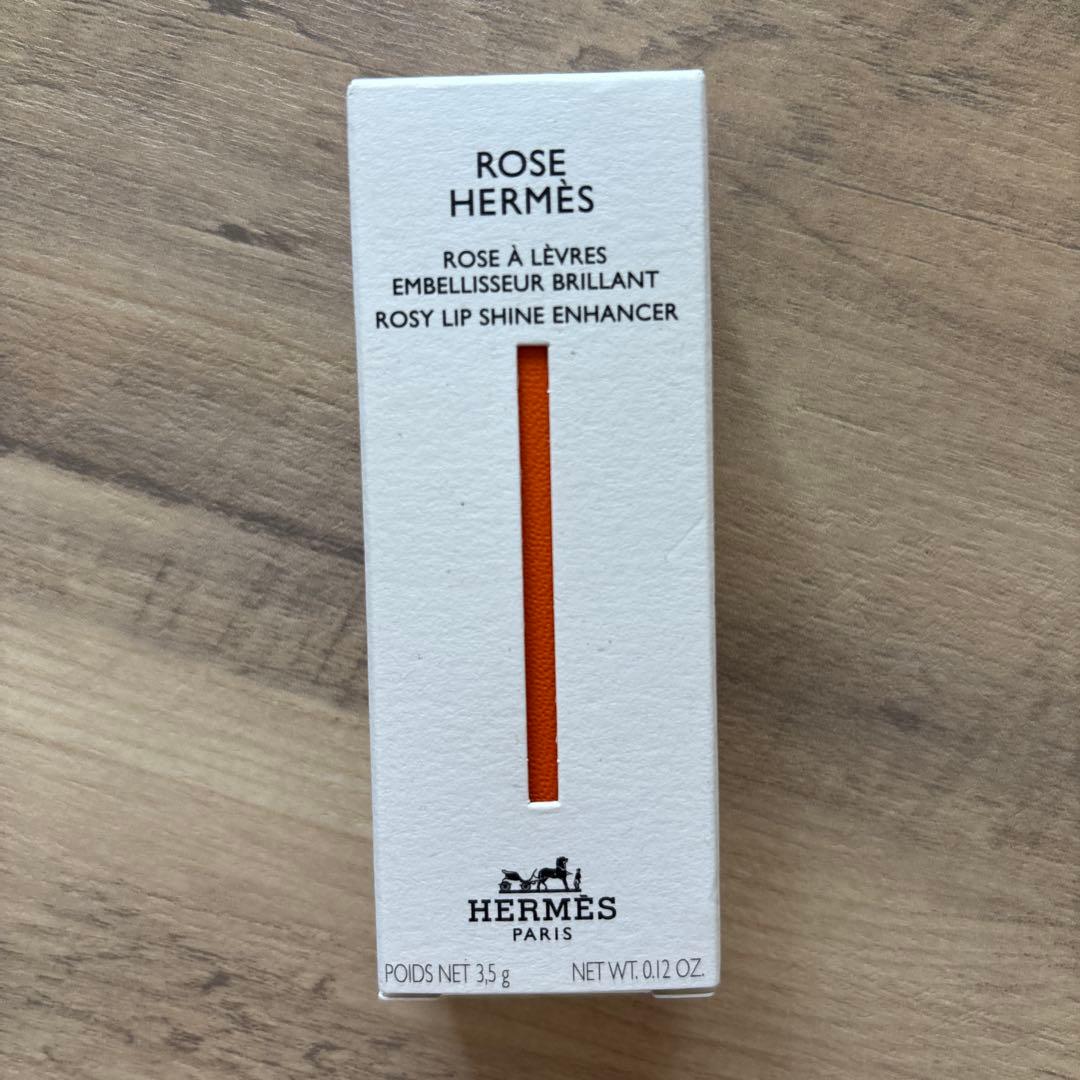 ROSE
HERMÈS
ROSE À LÈVRES
EMBELLISSEUR BRILLANT
ROSY LIP SHINE ENHANCER
HERMÈS
PARIS
POIDS NET 3,5 g NET WT. 0.12 OZ.